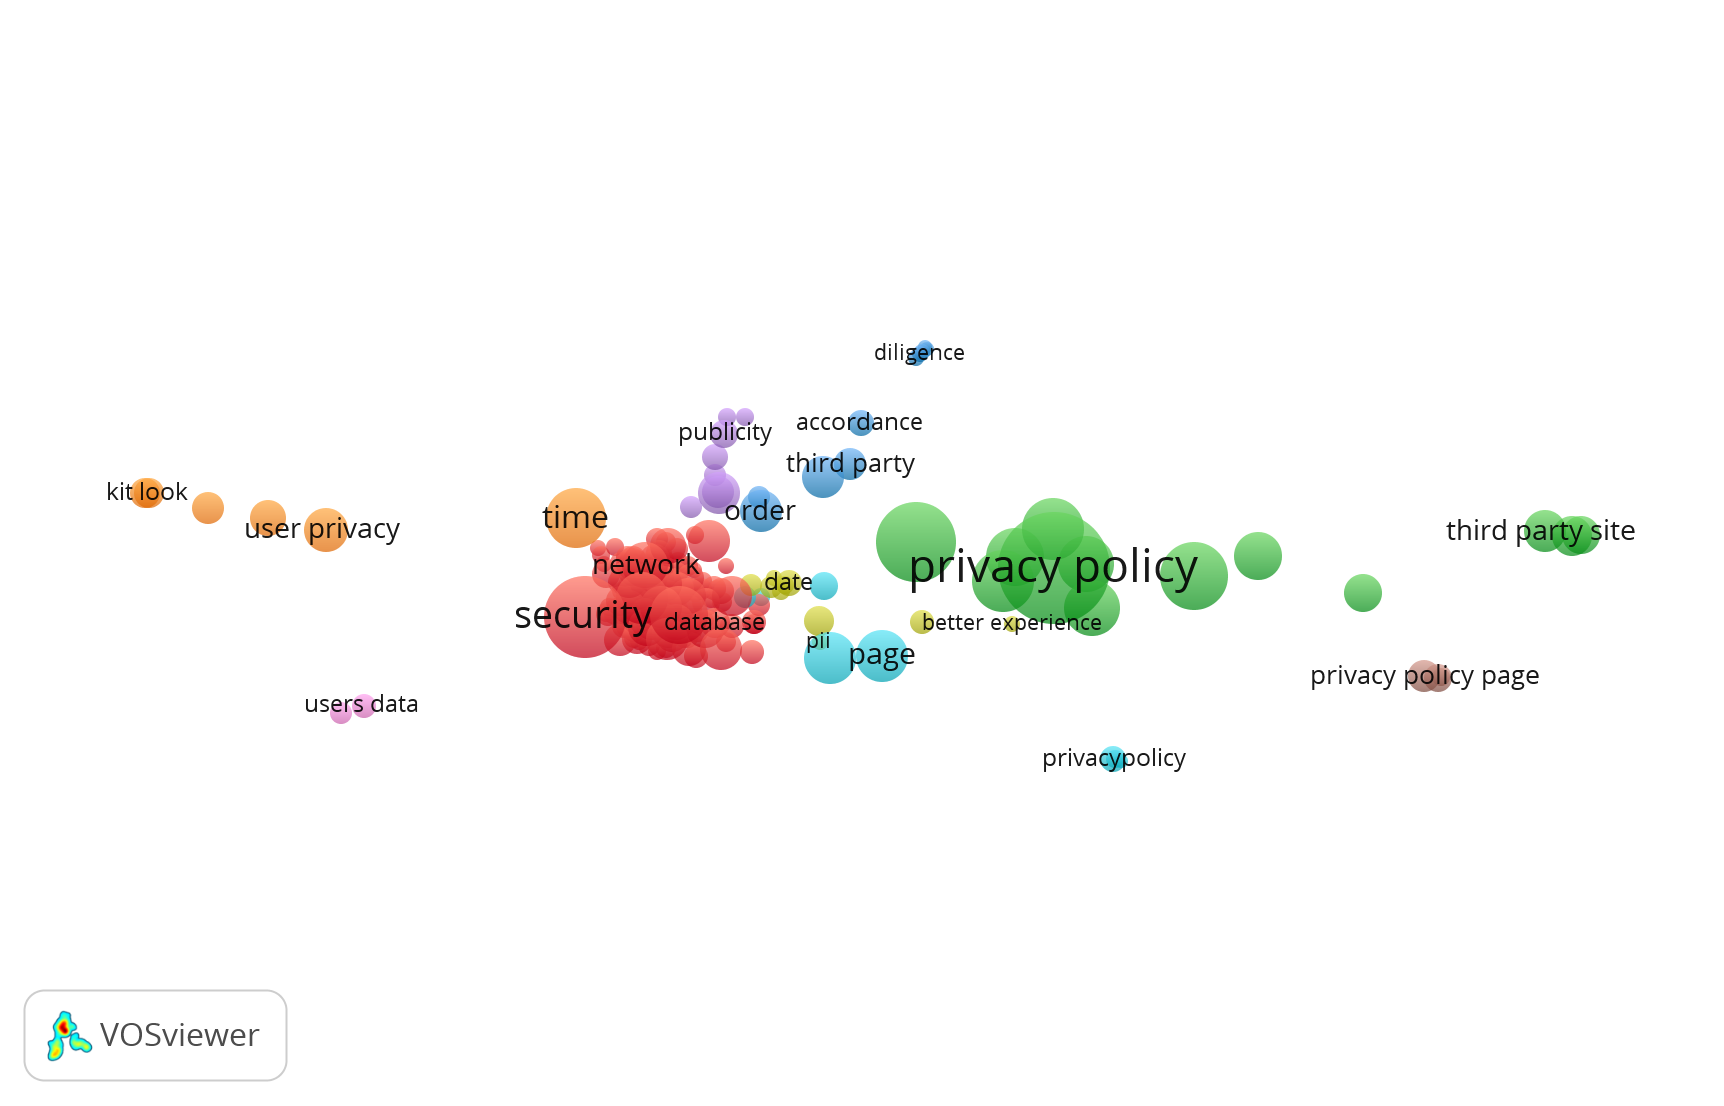 diligence
accordance
publicity
third party
kit look
order
time
user privacy
third party site
network
privacy policy
date
security
database
better experience
pii
page
privacy policy page
users data
privacypolicy
VOSviewer